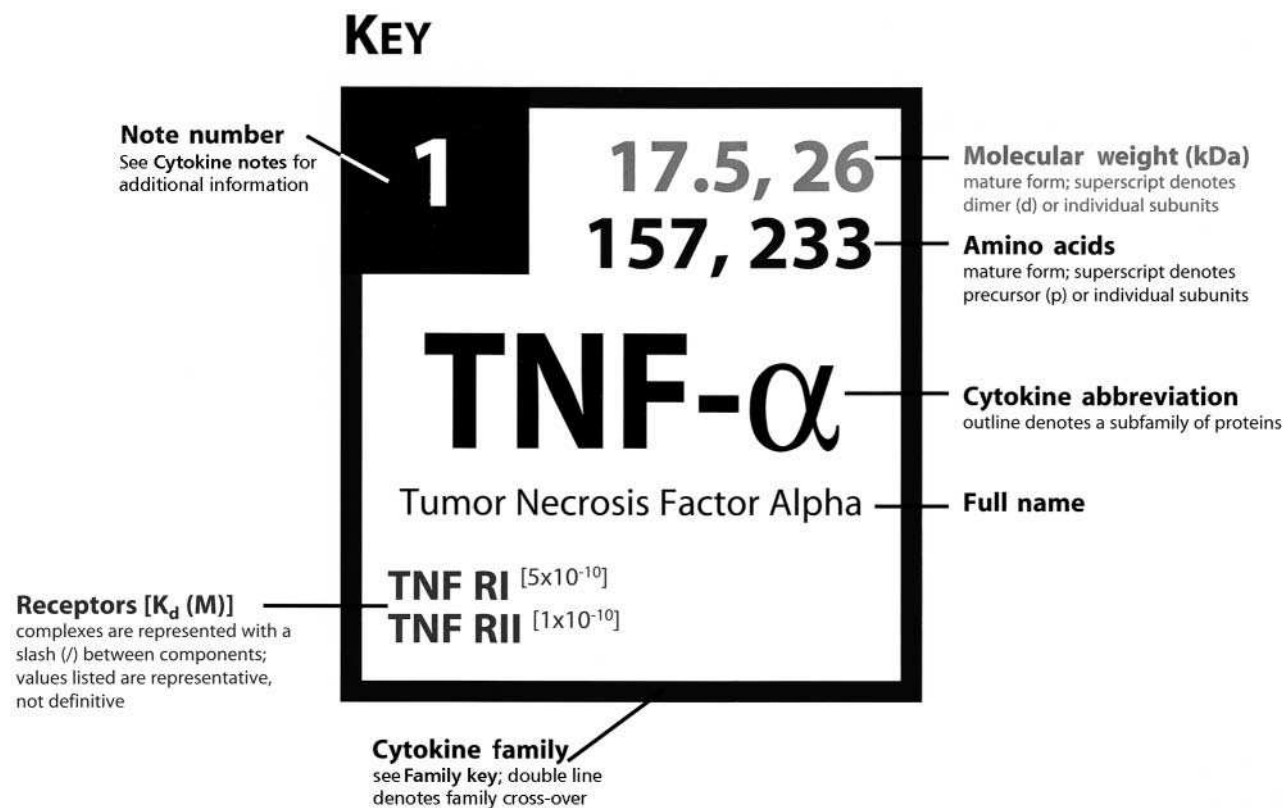 KEY
Note number
See Cytokine notes for
additional information
1
17.5, 26
157, 233
Molecular weight (kDa)
mature form; superscript denotes
dimer (d) or individual subunits
Amino acids
mature form; superscript denotes
precursor (p) or individual subunits
TNF-α
Cytokine abbreviation
outline denotes a subfamily of proteins
Tumor Necrosis Factor Alpha
Full name
TNF RI [5x10⁻¹⁰]
TNF RII [1x10⁻¹⁰]
Receptors [Kd (M)]
complexes are represented with a
slash (/) between components;
values listed are representative,
not definitive
Cytokine family
see Family key; double line
denotes family cross-over